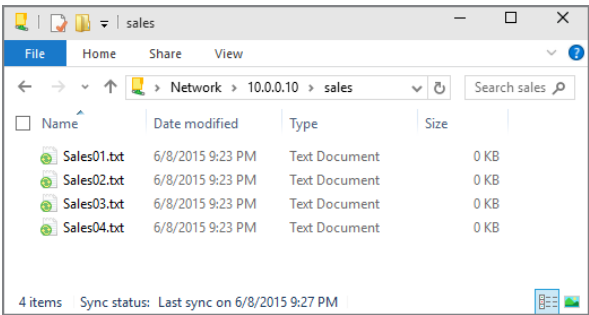 sales
File Home Share View
Network > 10.0.0.10 > sales Search sales
Name Date modified Type Size
Sales01.txt 6/8/2015 9:23 PM Text Document 0 KB
Sales02.txt 6/8/2015 9:23 PM Text Document 0 KB
Sales03.txt 6/8/2015 9:23 PM Text Document 0 KB
Sales04.txt 6/8/2015 9:23 PM Text Document 0 KB
4 items Sync status: Last sync on 6/8/2015 9:27 PM